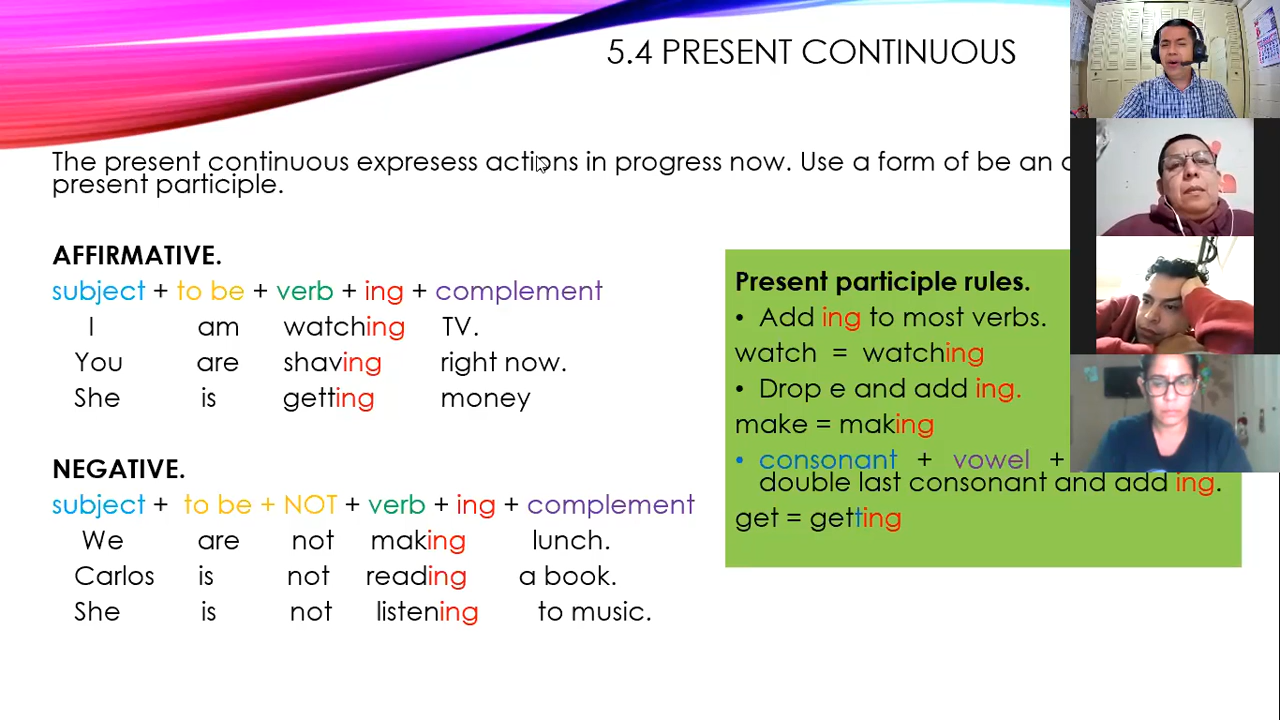 5.4 PRESENT CONTINUOUS
The present continuous expresess actions in progress now. Use a form of be an
present participle.
AFFIRMATIVE.
subject + to be + verb + ing + complement
I am watching TV.
You are shaving right now.
She is getting money
NEGATIVE.
subject + to be + NOT + verb + ing + complement
We are not making lunch.
Carlos is not reading a book.
She is not listening to music.
Present participle rules.
• Add ing to most verbs.
watch = watching
• Drop e and add ing.
make = making
• consonant + vowel +
double last consonant and add ing.
get = getting